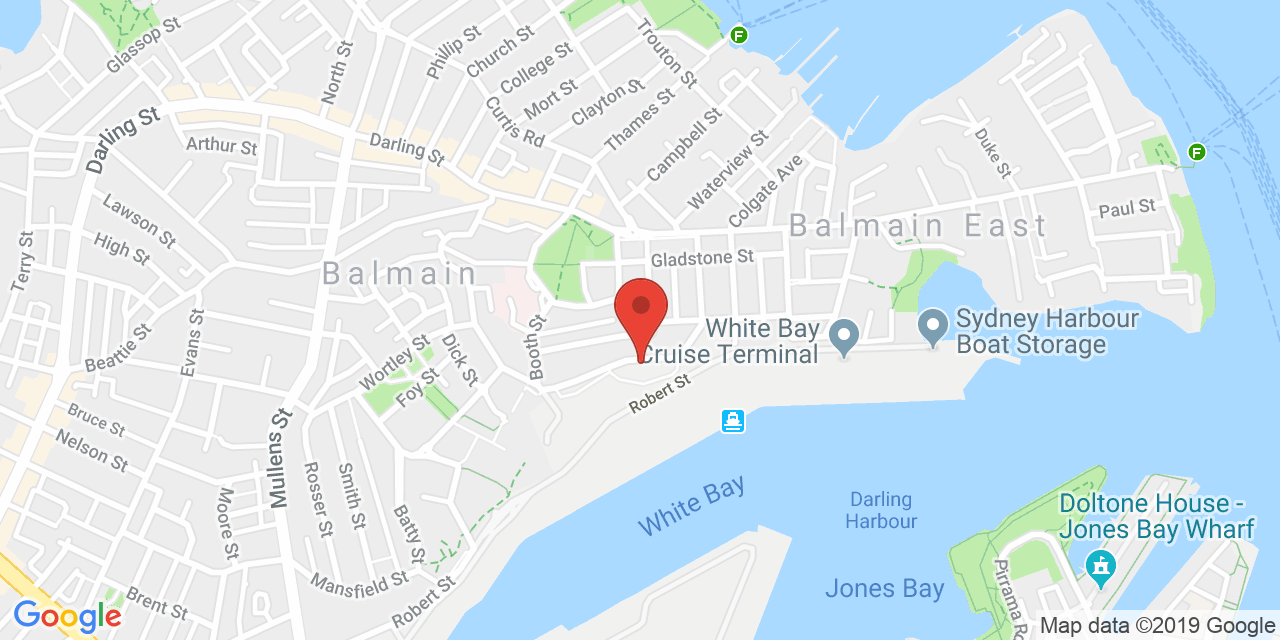 Glassop St
Phillip St
Church St
College St
Mort St
Clayton St
Trouton St
Thames St
Campbell St
Waterview St
Colgate Ave
F
North St
Curtis Rd
Darling St
Arthur St
Darling St
Duke St
F
Lawson St
High St
Terry St
Paul St
Balmain East
Gladstone St
Balmain
Evans St
Beattie St
Wortley St
Dick St
Foy St
Booth St
White Bay
Cruise Terminal
Sydney Harbour
Boat Storage
Robert St
Bruce St
Nelson St
Mullens St
Moore St
Rosser St
Smith St
Batty St
White Bay
Darling
Harbour
Doltone House -
Jones Bay Wharf
Mansfield St
Brent St
Robert St
Jones Bay
Pirrama Ro
Google
Map data ©2019 Google